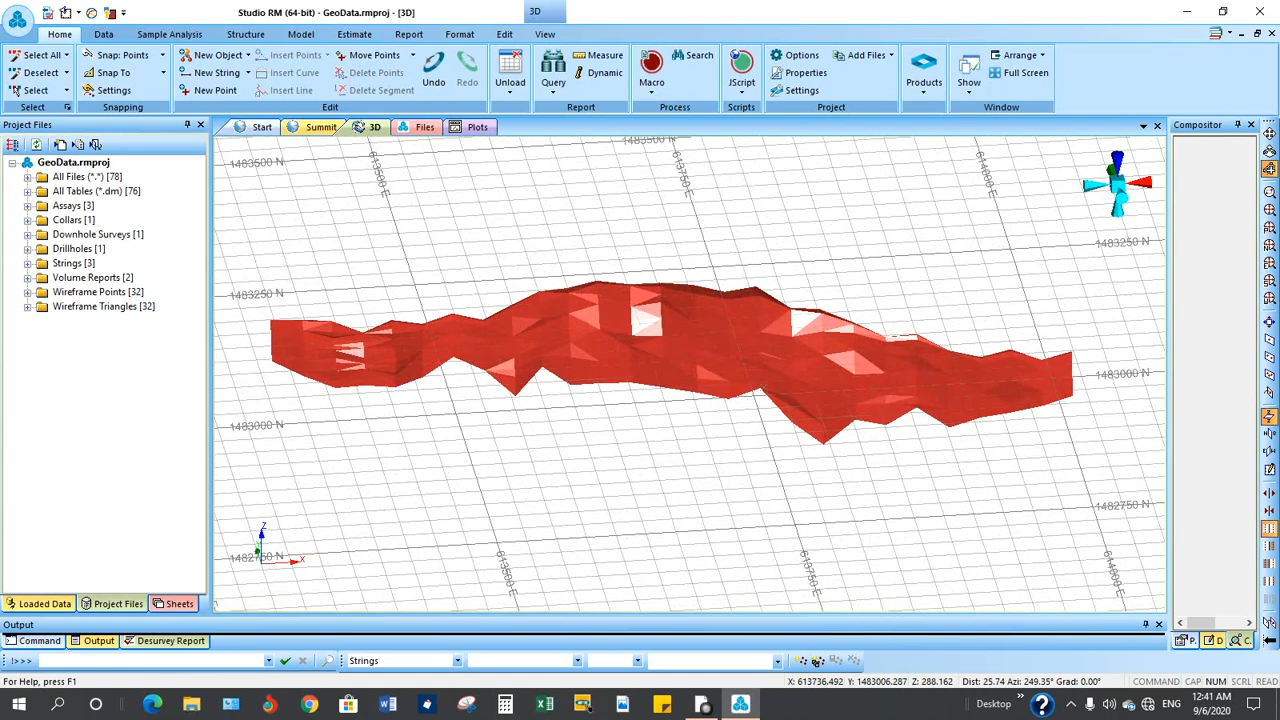 Studio RM (64-bit) - GeoData.rmproj - [3D]
3D
Home Data Sample Analysis Structure Model Estimate Report Format Edit View
Select All Snap: Points New Object Insert Points Move Points Measure Search Options Add Files Arrange
Deselect Snap To New String Insert Curve Delete Points Undo Redo Unload Query Dynamic Macro JScript Properties Products Show Full Screen
Select Settings New Point Insert Line Delete Segment Settings
Select Snapping Edit Report Process Scripts Project Window
Project Files
Start Summit 3D Files Plots
Compositor
GeoData.rmproj
All Files (*.*) [78]
All Tables (*.dm) [76]
Assays [3]
Collars [1]
Downhole Surveys [1]
Drillholes [1]
Strings [3]
Volume Reports [2]
Wireframe Points [32]
Wireframe Triangles [32]
1483500 N
1483500 N
613500 E
613750 E
614000 E
1483250 N
1483250 N
1483000 N
1483000 N
1482750 N
1482750 N
613500 E
613750 E
614000 E
Z
X
Loaded Data Project Files Sheets
Output
Command Output Desurvey Report
P. D C.
!>>> Strings
For Help, press F1
X: 613736.492 Y: 1483006.287 Z: 288.162 Dist: 25.74 Azi: 249.35° Grad: 0.00° COMMAND CAP NUM SCRL READ
Desktop
ENG
12:41 AM
9/6/2020